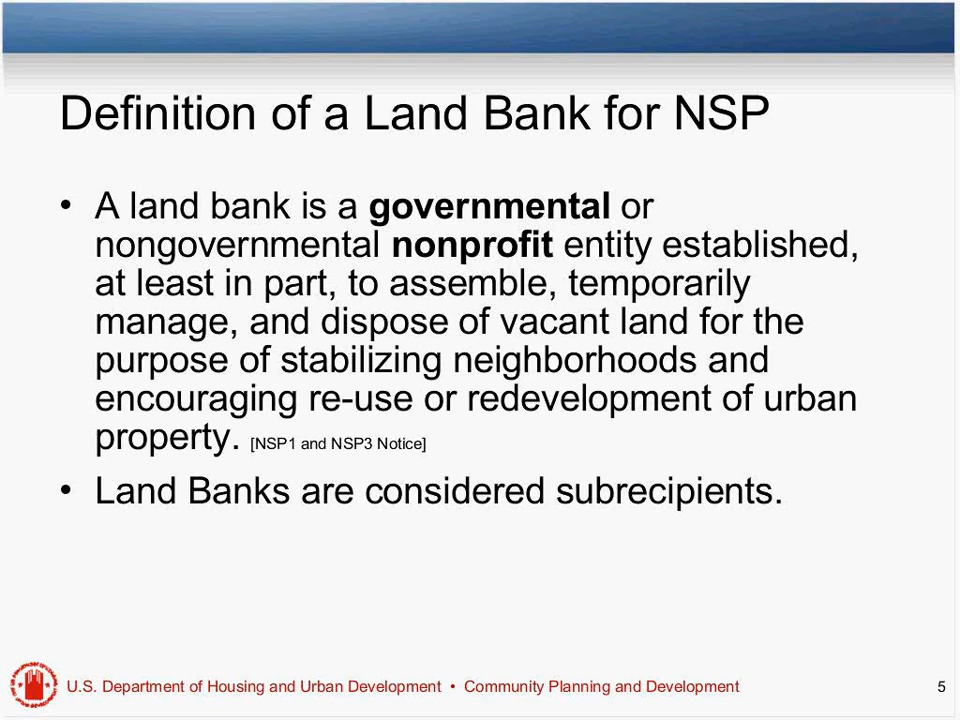 Definition of a Land Bank for NSP
• A land bank is a governmental or
nongovernmental nonprofit entity established,
at least in part, to assemble, temporarily
manage, and dispose of vacant land for the
purpose of stabilizing neighborhoods and
encouraging re-use or redevelopment of urban
property. [NSP1 and NSP3 Notice]
• Land Banks are considered subrecipients.
U.S. Department of Housing and Urban Development • Community Planning and Development 5